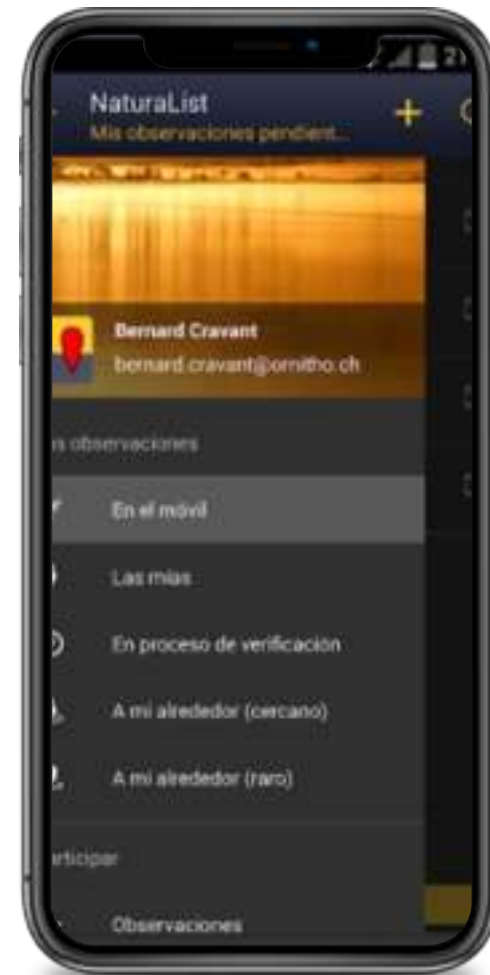 21
NaturaList
Mis observaciones pendient...
Bernard Cravant
bernard.cravant@ornitho.ch
s observaciones
En el móvil
Las mías
En proceso de verificación
A mi alrededor (cercano)
A mi alrededor (raro)
rticipar
Observaciones